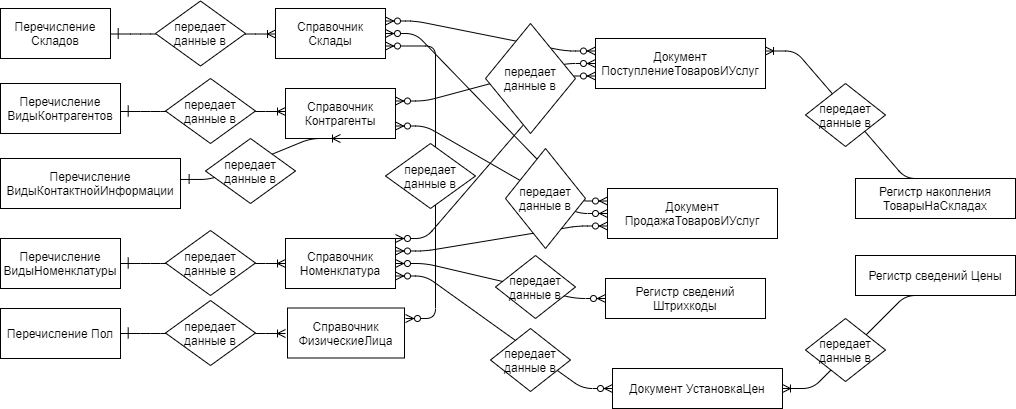 Перечисление
Складов
передает
данные в
Справочник
Склады
передает
данные в
Документ
ПоступлениеТоваровИУслуг
Перечисление
ВидыКонтрагентов
передает
данные в
Справочник
Контрагенты
передает
данные в
Перечисление
ВидыКонтактнойИнформации
передает
данные в
передает
данные в
передает
данные в
Регистр накопления
ТоварыНаСкладах
Документ
ПродажаТоваровИУслуг
Перечисление
ВидыНоменклатуры
передает
данные в
Справочник
Номенклатура
передает
данные в
Регистр сведений
Штрихкоды
Регистр сведений Цены
Перечисление Пол
передает
данные в
Справочник
ФизическиеЛица
передает
данные в
передает
данные в
Документ УстановкаЦен